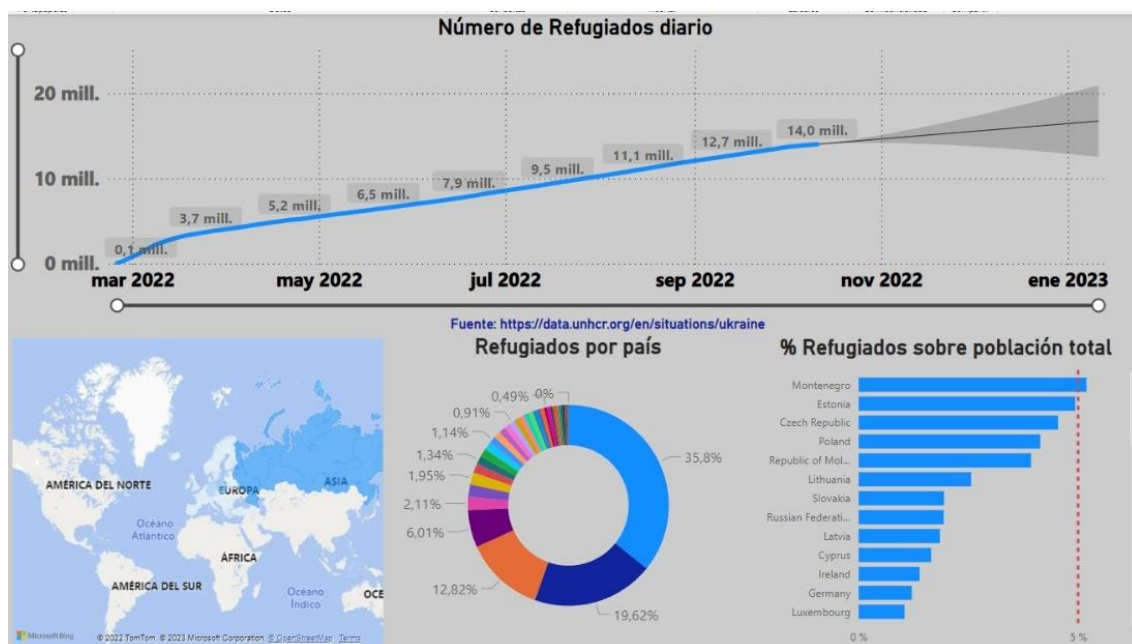 Número de Refugiados diario
20 mill.
10 mill.
0 mill.
0,1 mill.
3,7 mill.
5,2 mill.
6,5 mill.
7,9 mill.
9,5 mill.
11,1 mill.
12,7 mill.
14,0 mill.
mar 2022
may 2022
jul 2022
sep 2022
nov 2022
ene 2023
Fuente: https://data.unhcr.org/en/situations/ukraine
AMÉRICA DEL NORTE
EUROPA
ASIA
Océano
Atlántico
ÁFRICA
AMÉRICA DEL SUR
Océano
Índico
OCE
Microsoft Bing
© 2022 TomTom, © 2023 Microsoft Corporation, © OpenStreetMap Terms
Refugiados por país
0,49%
0%
0,91%
1,14%
1,34%
1,95%
2,11%
6,01%
12,82%
19,62%
35,8%
% Refugiados sobre población total
Montenegro
Estonia
Czech Republic
Poland
Republic of Mol...
Lithuania
Slovakia
Russian Federati...
Latvia
Cyprus
Ireland
Germany
Luxembourg
0 %
5 %